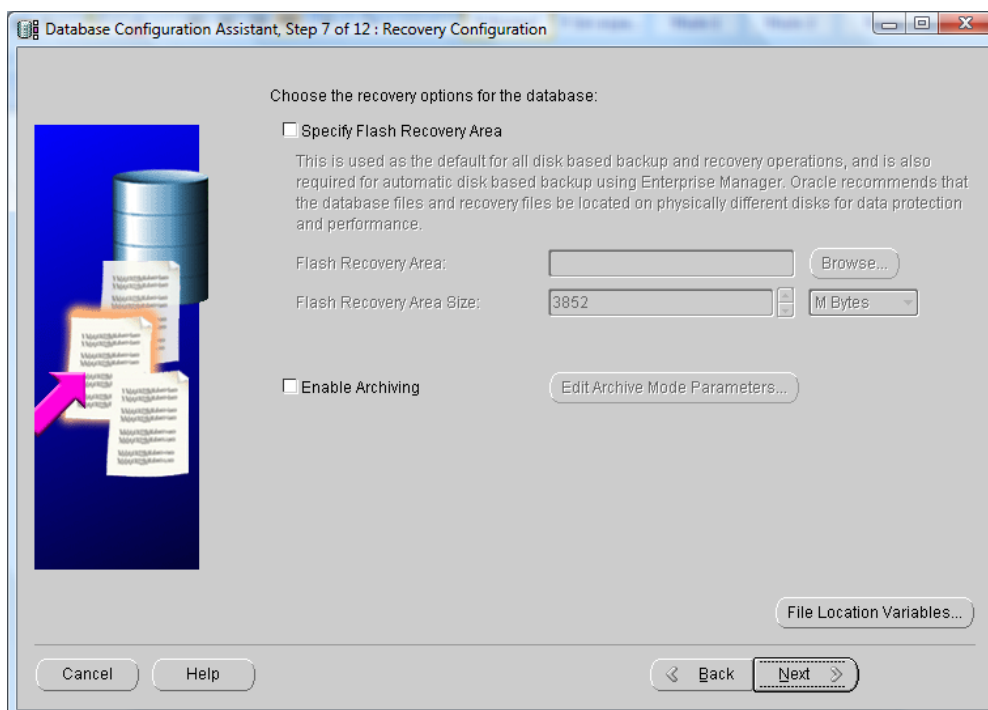 Database Configuration Assistant, Step 7 of 12 : Recovery Configuration
Choose the recovery options for the database:
Specify Flash Recovery Area
This is used as the default for all disk based backup and recovery operations, and is also
required for automatic disk based backup using Enterprise Manager. Oracle recommends that
the database files and recovery files be located on physically different disks for data protection
and performance.
Flash Recovery Area:
Browse...
Flash Recovery Area Size:
3852
M Bytes
Enable Archiving
Edit Archive Mode Parameters...
File Location Variables...
Cancel
Help
Back
Next